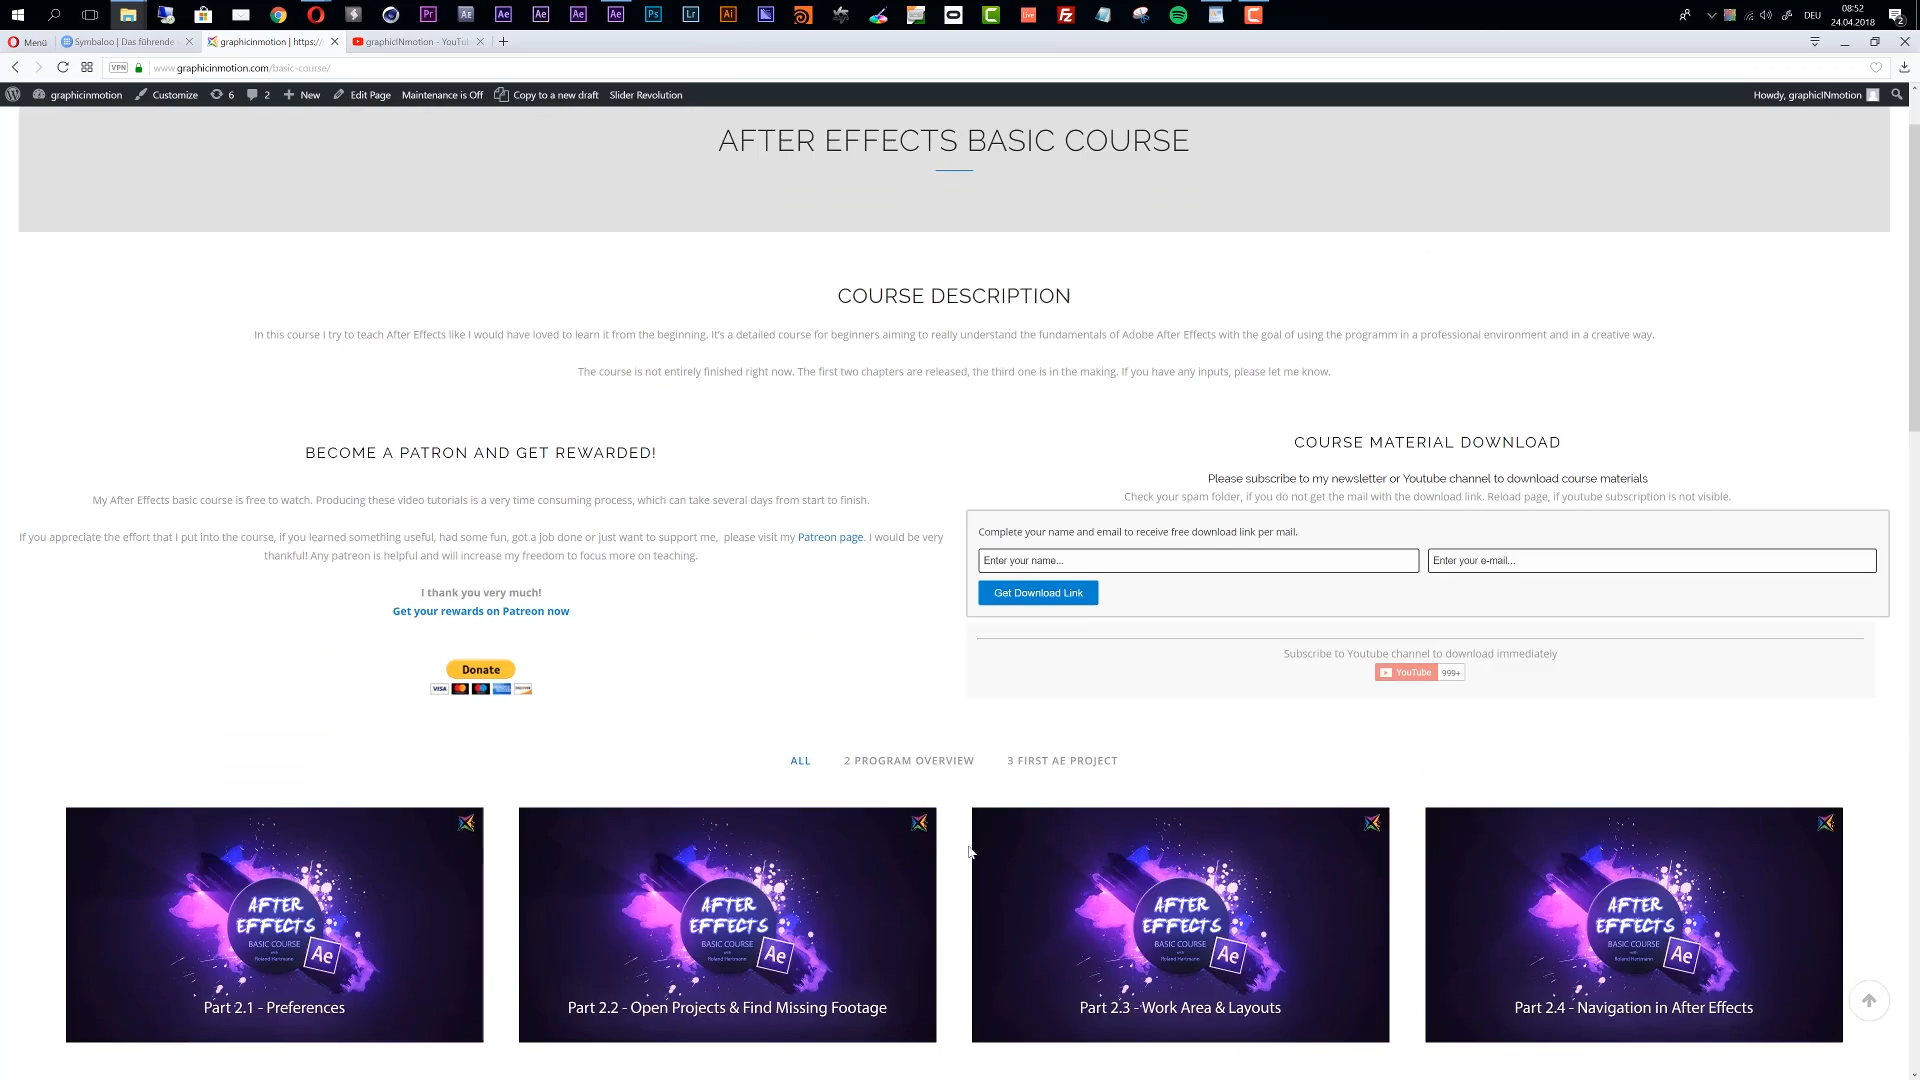 08:52
DEU
24.04.2018
2
Menü
Symbaloo | Das führende
graphicinmotion | https://
graphicINmotion - YouTu
VPN
www.graphicinmotion.com/basic-course/
graphicinmotion
Customize
6
2
New
Edit Page
Maintenance is Off
Copy to a new draft
Slider Revolution
Howdy, graphicINmotion
AFTER EFFECTS BASIC COURSE
COURSE DESCRIPTION
In this course I try to teach After Effects like I would have loved to learn it from the beginning. It's a detailed course for beginners aiming to really understand the fundamentals of Adobe After Effects with the goal of using the programm in a professional environment and in a creative way.
The course is not entirely finished right now. The first two chapters are released, the third one is in the making. If you have any inputs, please let me know.
BECOME A PATRON AND GET REWARDED!
My After Effects basic course is free to watch. Producing these video tutorials is a very time consuming process, which can take several days from start to finish.
If you appreciate the effort that I put into the course, if you learned something useful, had some fun, got a job done or just want to support me, please visit my Patreon page. I would be very
thankful! Any patreon is helpful and will increase my freedom to focus more on teaching.
I thank you very much!
Get your rewards on Patreon now
Donate
VISA
COURSE MATERIAL DOWNLOAD
Please subscribe to my newsletter or Youtube channel to download course materials
Check your spam folder, if you do not get the mail with the download link. Reload page, if youtube subscription is not visible.
Complete your name and email to receive free download link per mail.
Enter your name...
Enter your e-mail...
Get Download Link
Subscribe to Youtube channel to download immediately
YouTube 999+
ALL
2 PROGRAM OVERVIEW
3 FIRST AE PROJECT
AFTER
EFFECTS
BASIC COURSE
with
Roland Hartmann
Ae
Part 2.1 - Preferences
AFTER
EFFECTS
BASIC COURSE
with
Roland Hartmann
Ae
Part 2.2 - Open Projects & Find Missing Footage
AFTER
EFFECTS
BASIC COURSE
with
Roland Hartmann
Ae
Part 2.3 - Work Area & Layouts
AFTER
EFFECTS
BASIC COURSE
with
Roland Hartmann
Ae
Part 2.4 - Navigation in After Effects